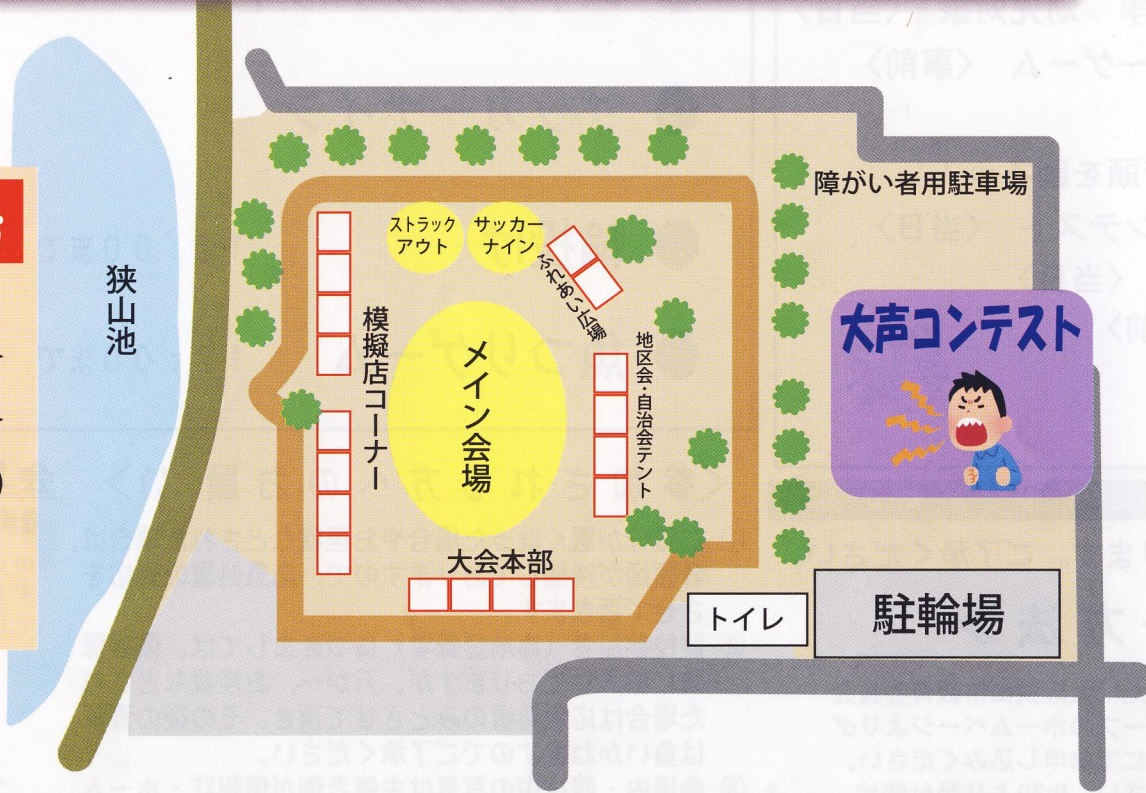 狭山池
ストラック
アウト
サッカー
ナイン
ふれあい広場
障がい者用駐車場
大声コンテスト
模擬店コーナー
メイン会場
地区会・自治会テント
大会本部
トイレ
駐輪場